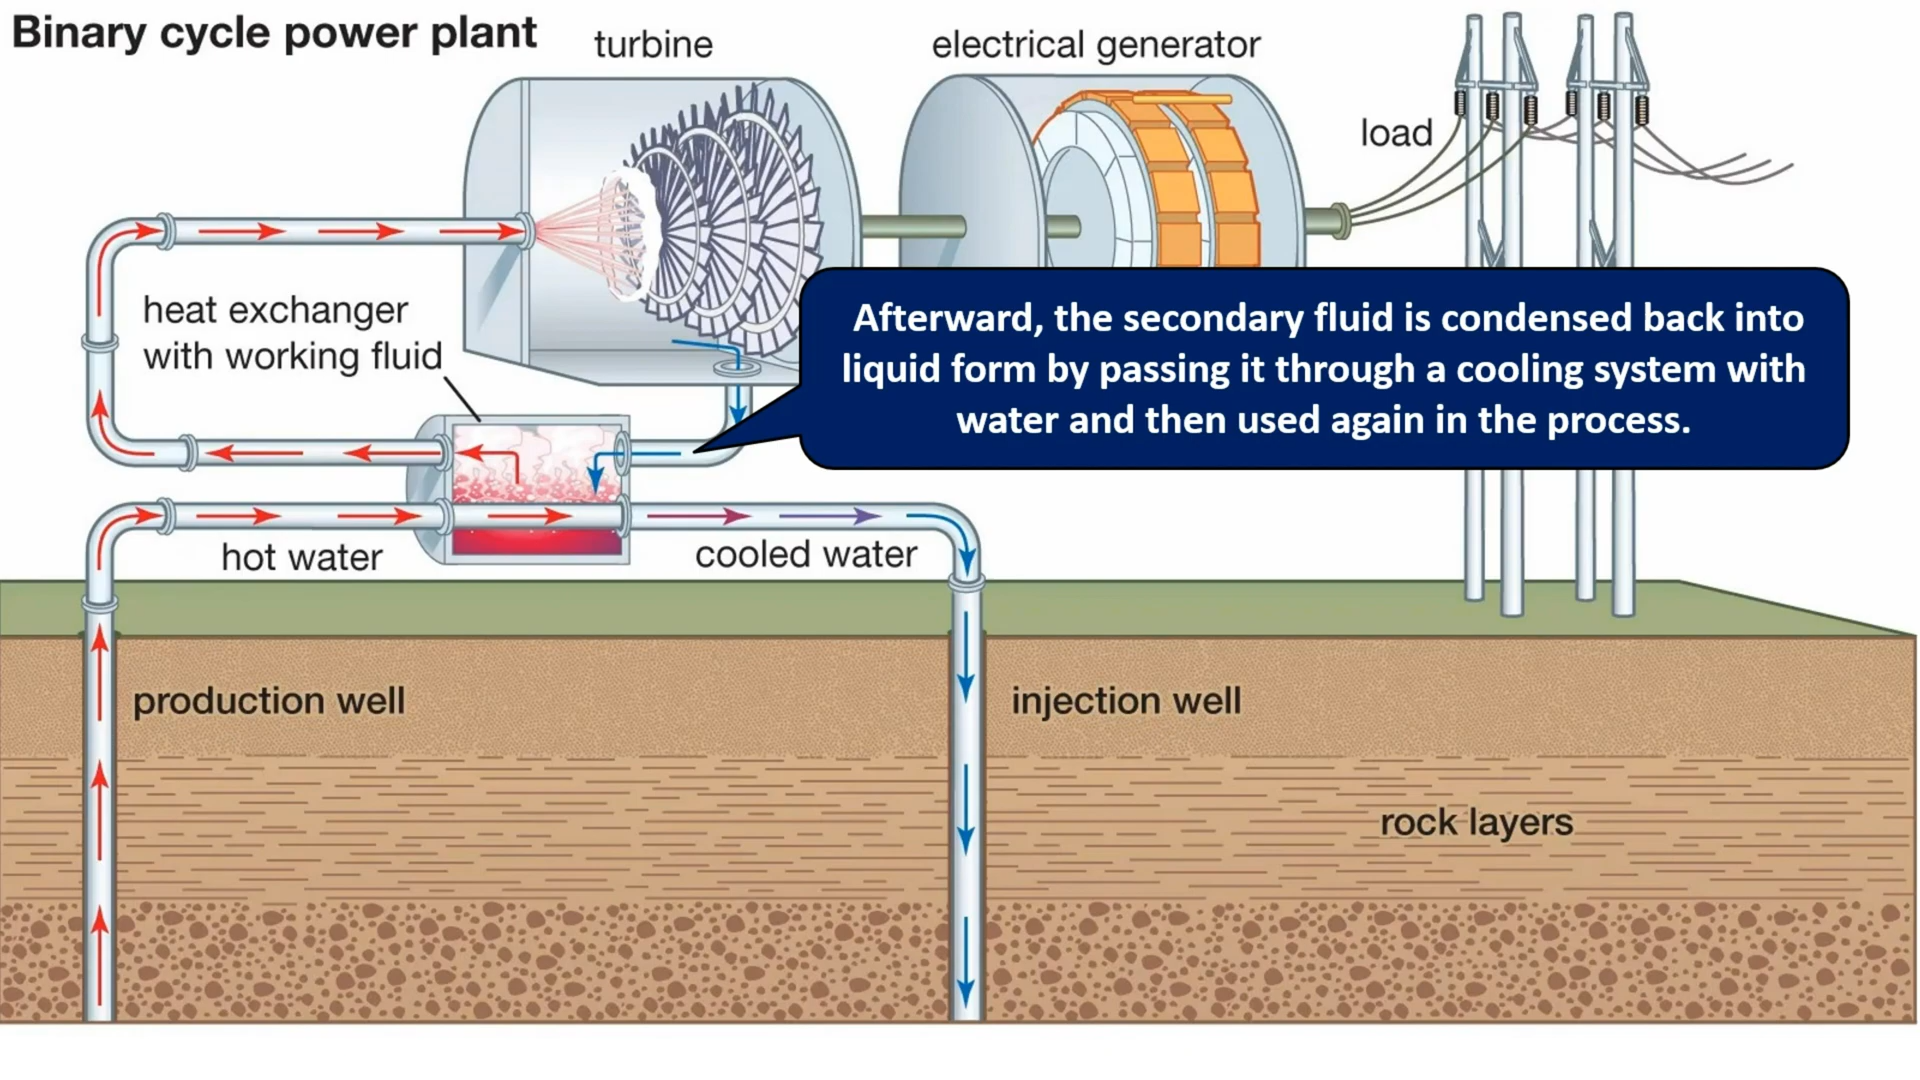 Binary cycle power plant
turbine
electrical generator
load
heat exchanger
with working fluid
Afterward, the secondary fluid is condensed back into
liquid form by passing it through a cooling system with
water and then used again in the process.
hot water
cooled water
production well
injection well
rock layers